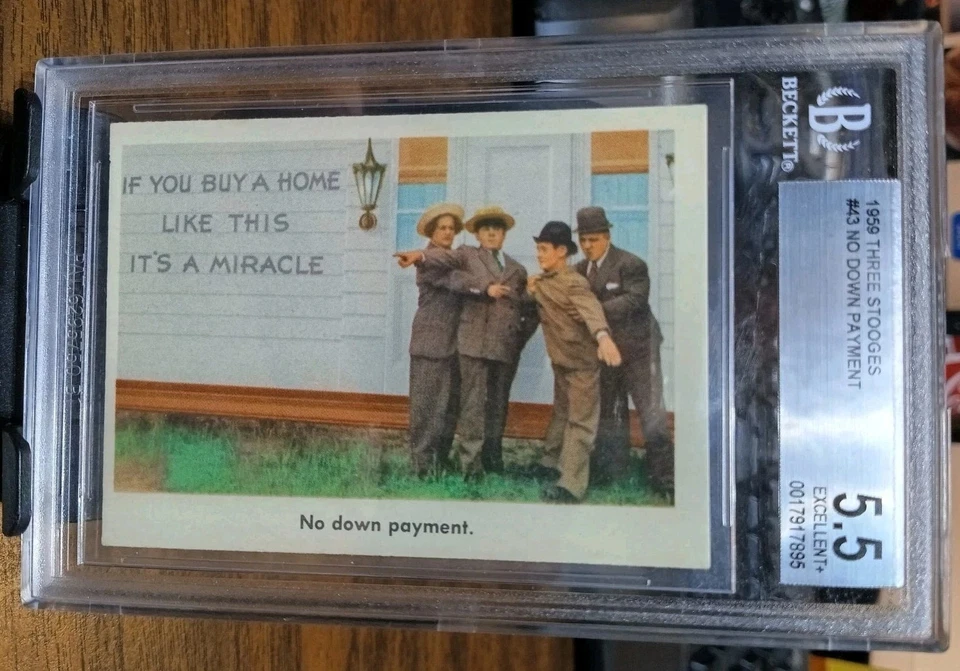 IF YOU BUY A HOME
LIKE THIS
IT'S A MIRACLE
No down payment.
B
BECKETT®
1959 THREE STOOGES
#43 NO DOWN PAYMENT
5.5
EXCELLENT+
0017917895